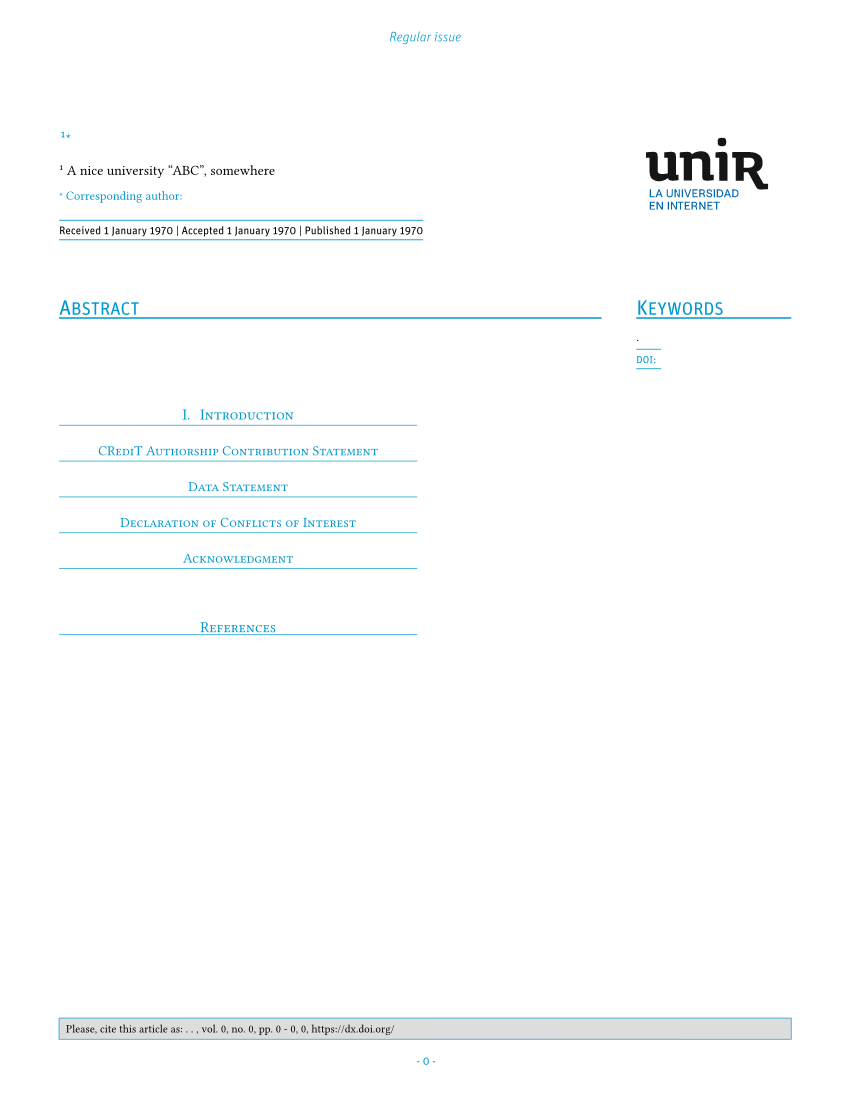 Regular issue
1*
unir
LA UNIVERSIDAD
EN INTERNET
1 A nice university “ABC”, somewhere
* Corresponding author:
Received 1 January 1970 | Accepted 1 January 1970 | Published 1 January 1970
Abstract
Keywords
.
DOI:
I. Introduction
CRediT Authorship Contribution Statement
Data Statement
Declaration of Conflicts of Interest
Acknowledgment
References
Please, cite this article as: . . , vol. 0, no. 0, pp. 0 - 0, 0, https://dx.doi.org/
- 0 -